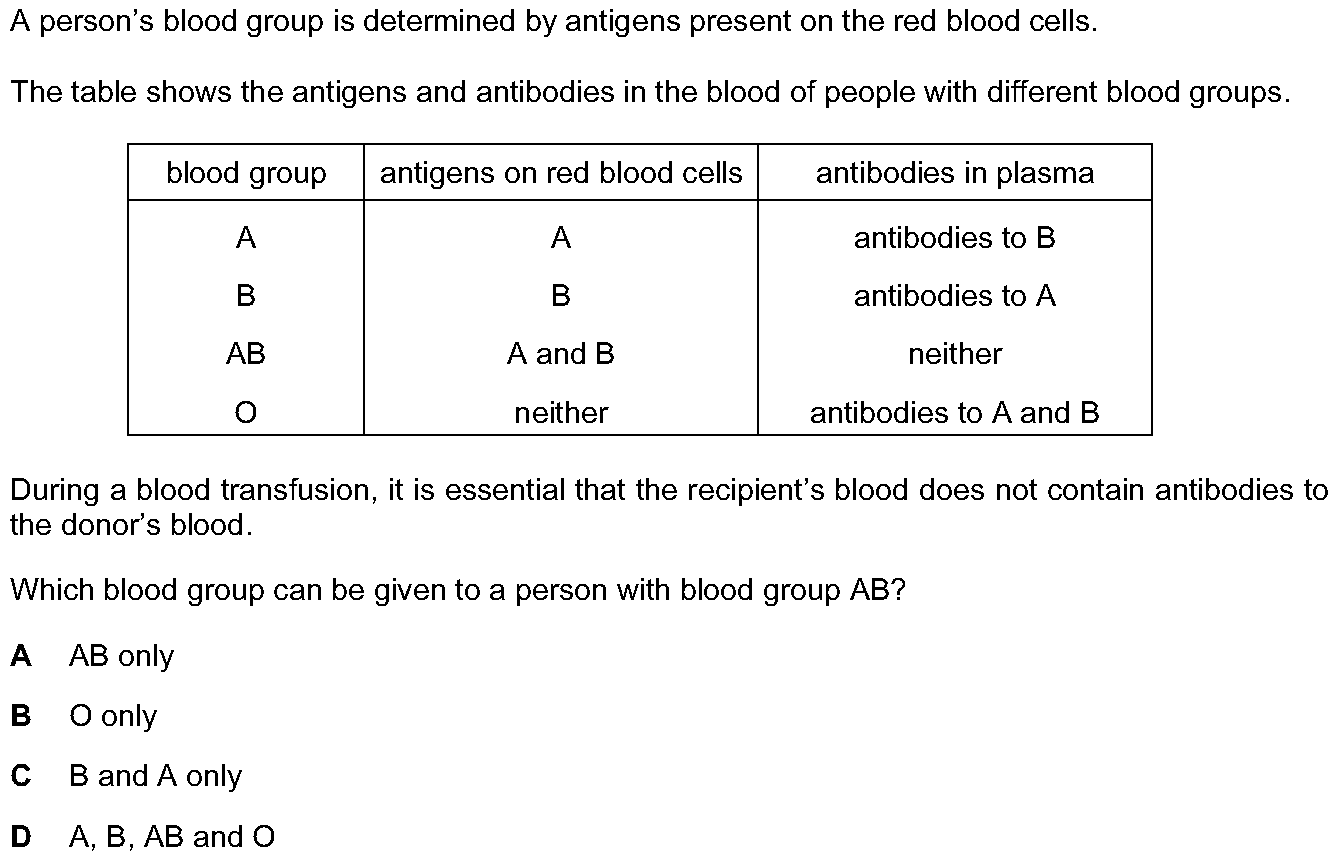 A person’s blood group is determined by antigens present on the red blood cells.
The table shows the antigens and antibodies in the blood of people with different blood groups.
blood group antigens on red blood cells antibodies in plasma
A A antibodies to B
B B antibodies to A
AB A and B neither
O neither antibodies to A and B
During a blood transfusion, it is essential that the recipient’s blood does not contain antibodies to
the donor’s blood.
Which blood group can be given to a person with blood group AB?
A AB only
B O only
C B and A only
D A, B, AB and O